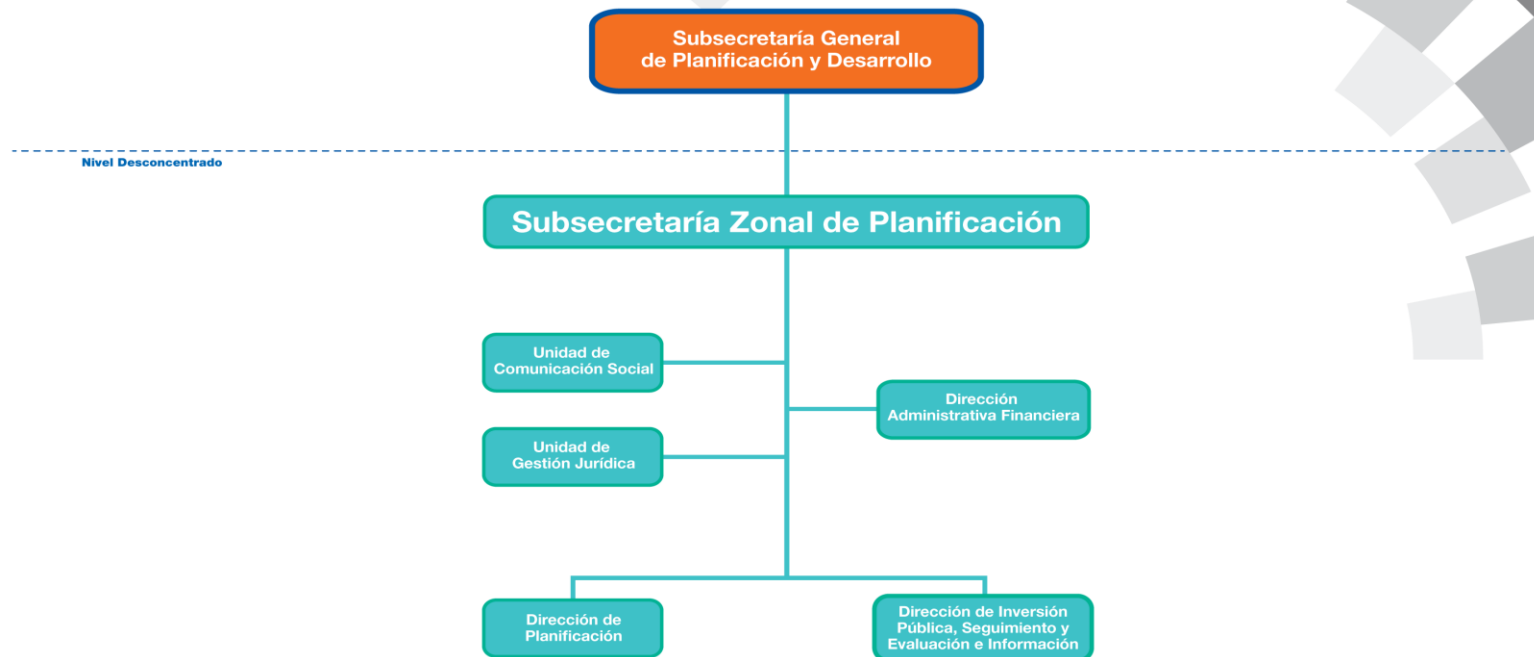 Subsecretaría General
de Planificación y Desarrollo
Nivel Desconcentrado
Subsecretaría Zonal de Planificación
Unidad de
Comunicación Social
Dirección
Administrativa Financiera
Unidad de
Gestión Jurídica
Dirección de
Planificación
Dirección de Inversión
Pública, Seguimiento y
Evaluación e Información